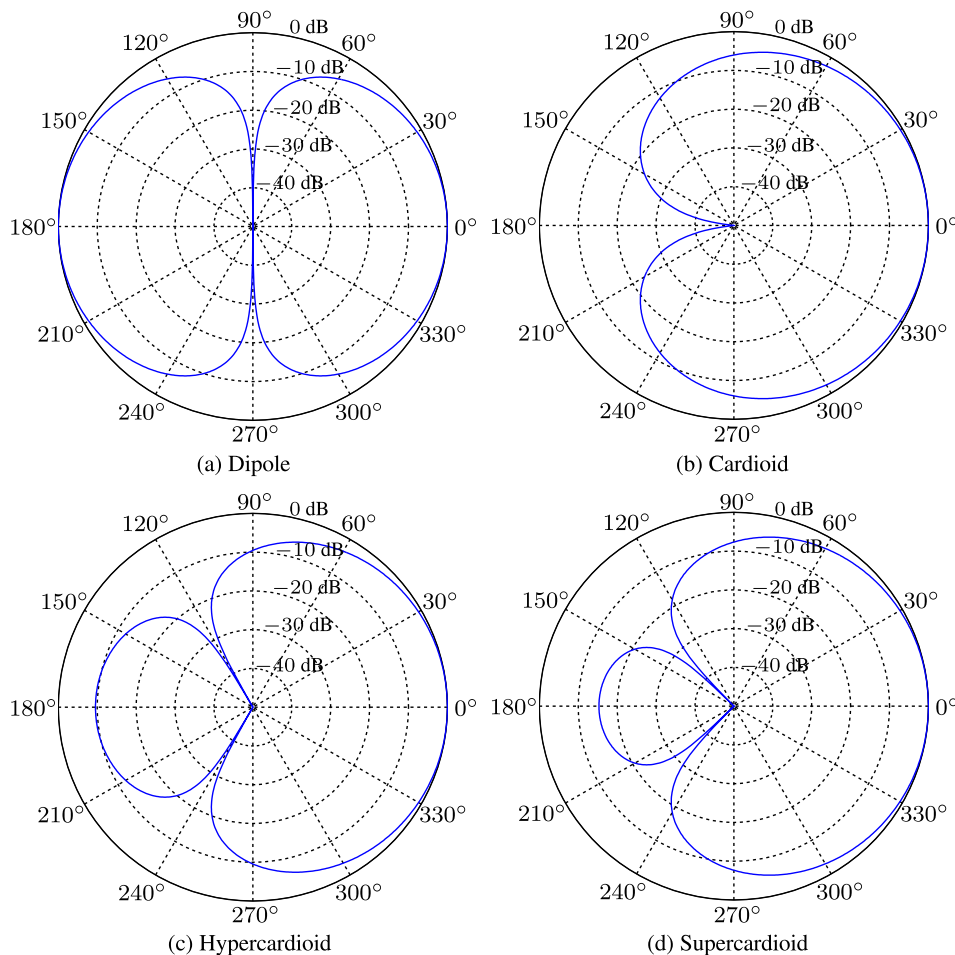 90° 0 dB
120° 60°
−10 dB
−20 dB
150° 30°
−30 dB
−40 dB
180° 0°
210° 330°
240° 300°
270°
(a) Dipole
90° 0 dB
120° 60°
−10 dB
−20 dB
150° 30°
−30 dB
−40 dB
180° 0°
210° 330°
240° 300°
270°
(b) Cardioid
90° 0 dB
120° 60°
−10 dB
−20 dB
150° 30°
−30 dB
−40 dB
180° 0°
210° 330°
240° 300°
270°
(c) Hypercardioid
90° 0 dB
120° 60°
−10 dB
−20 dB
150° 30°
−30 dB
−40 dB
180° 0°
210° 330°
240° 300°
270°
(d) Supercardioid